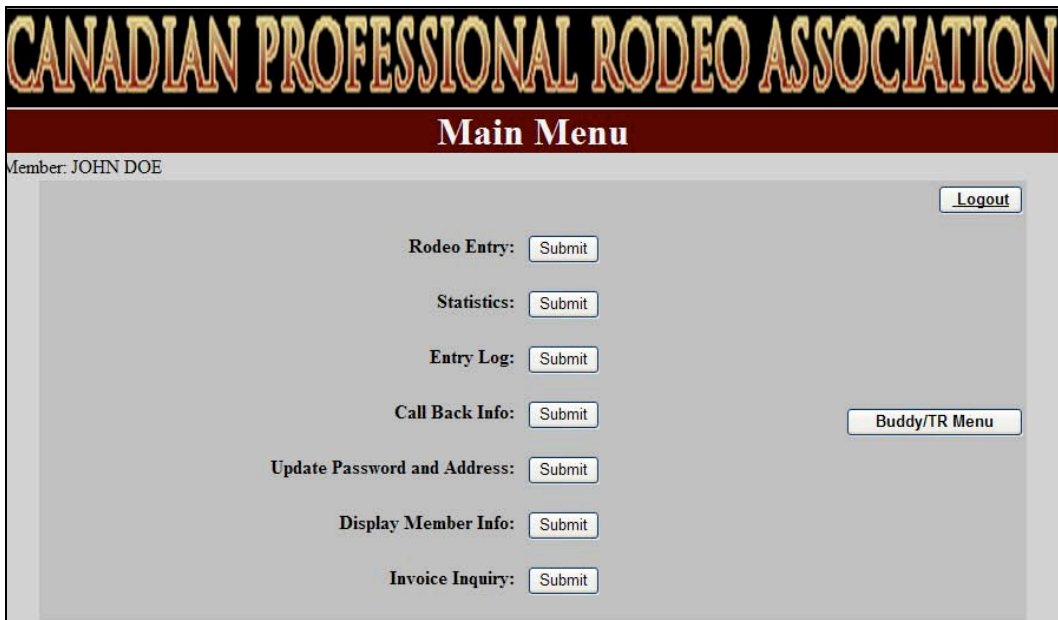 CANADIAN PROFESSIONAL RODEO ASSOCIATION
Main Menu
Member: JOHN DOE
Logout
Rodeo Entry: Submit
Statistics: Submit
Entry Log: Submit
Call Back Info: Submit
Buddy/TR Menu
Update Password and Address: Submit
Display Member Info: Submit
Invoice Inquiry: Submit